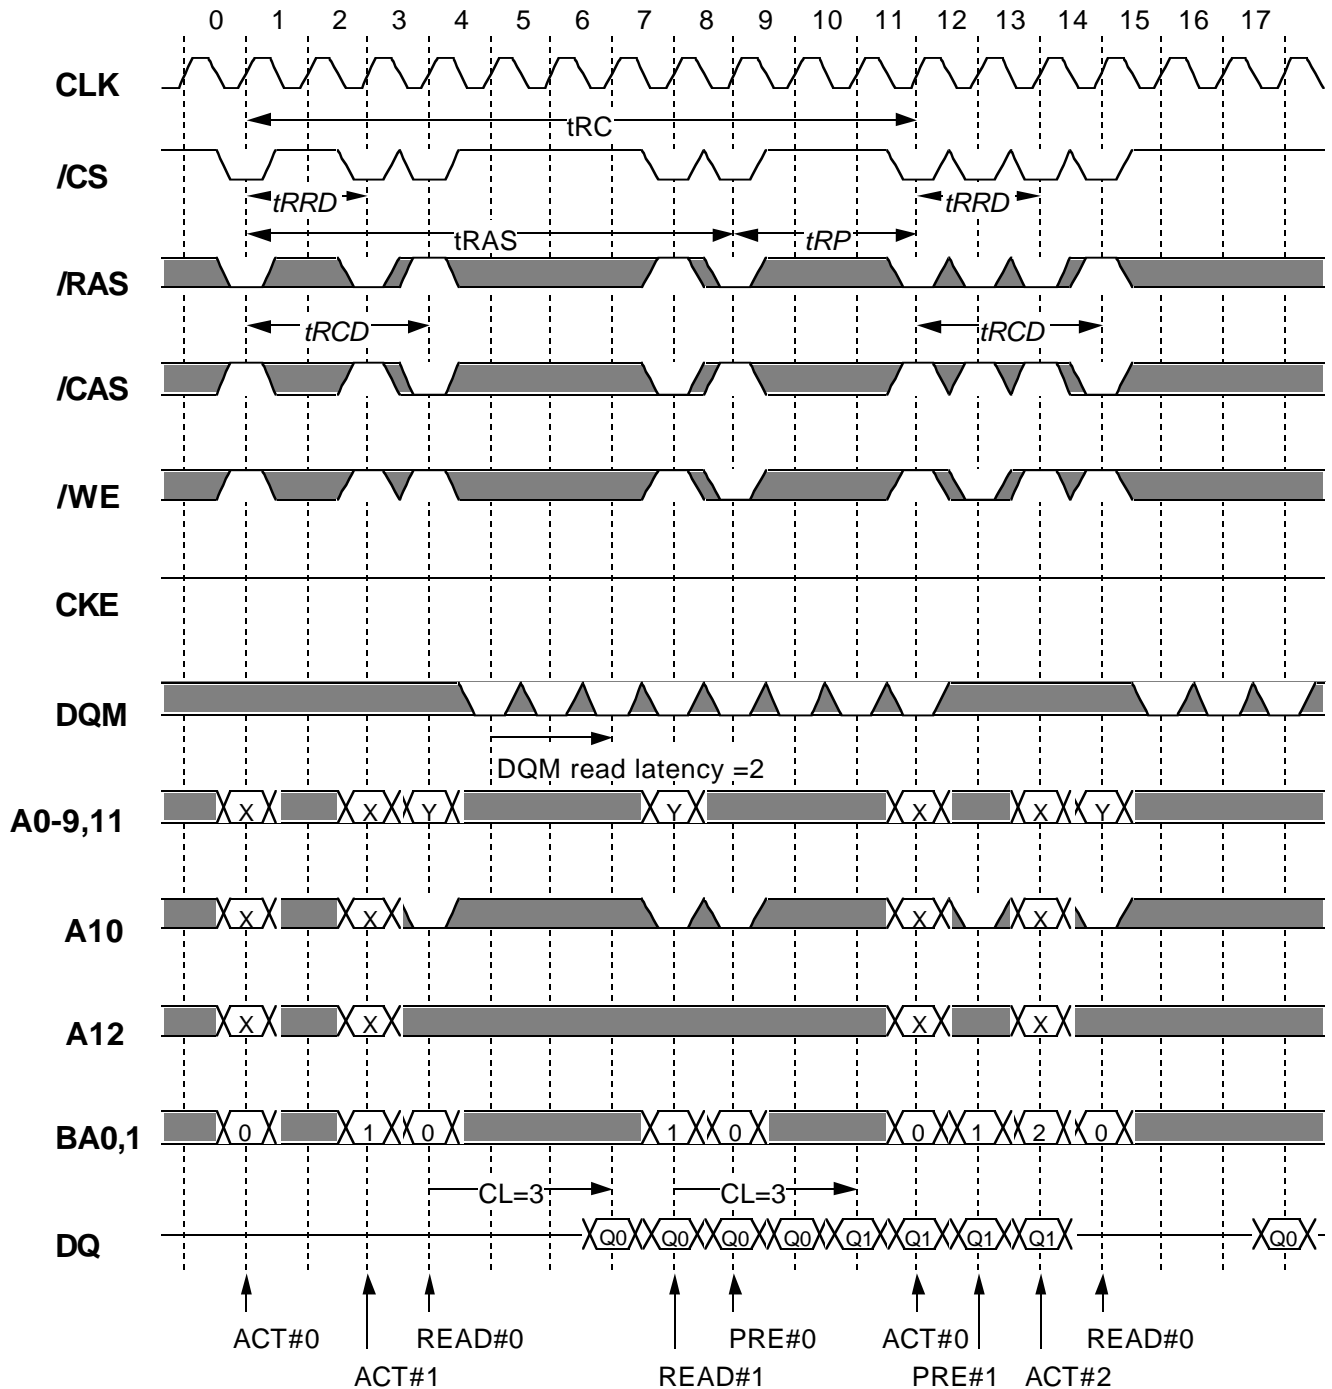 0 1 2 3 4 5 6 7 8 9 10 11 12 13 14 15 16 17
CLK
tRC
/CS
tRRD tRRD
tRAS tRP
/RAS
tRCD tRCD
/CAS
/WE
CKE
DQM
DQM read latency =2
A0-9,11 X X Y Y X X Y
A10 X X X X
A12 X X X X
BA0,1 0 1 0 1 0 0 1 2 0
CL=3 CL=3
DQ Q0 Q0 Q0 Q0 Q1 Q1 Q1 Q1 Q0
ACT#0 READ#0 PRE#0 ACT#0 READ#0
ACT#1 READ#1 PRE#1 ACT#2